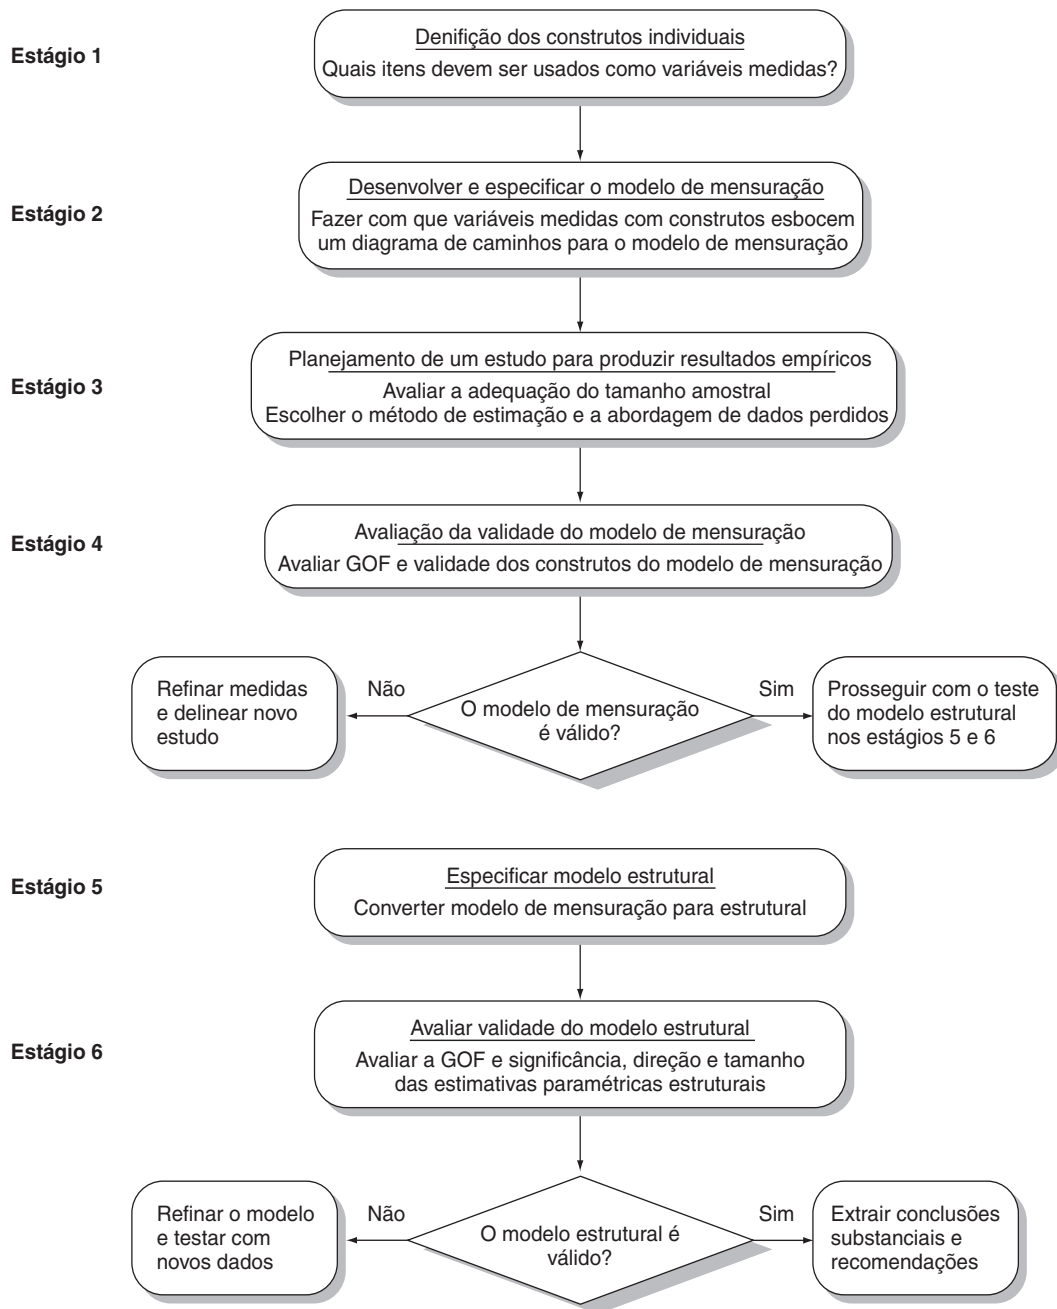 Estágio 1
Denifição dos construtos individuais
Quais itens devem ser usados como variáveis medidas?
Estágio 2
Desenvolver e especificar o modelo de mensuração
Fazer com que variáveis medidas com construtos esbocem
um diagrama de caminhos para o modelo de mensuração
Estágio 3
Planejamento de um estudo para produzir resultados empíricos
Avaliar a adequação do tamanho amostral
Escolher o método de estimação e a abordagem de dados perdidos
Estágio 4
Avaliação da validade do modelo de mensuração
Avaliar GOF e validade dos construtos do modelo de mensuração
Refinar medidas
e delinear novo
estudo
Não
O modelo de mensuração
é válido?
Sim
Prosseguir com o teste
do modelo estrutural
nos estágios 5 e 6
Estágio 5
Especificar modelo estrutural
Converter modelo de mensuração para estrutural
Estágio 6
Avaliar validade do modelo estrutural
Avaliar a GOF e significância, direção e tamanho
das estimativas paramétricas estruturais
Refinar o modelo
e testar com
novos dados
Não
O modelo estrutural é
válido?
Sim
Extrair conclusões
substanciais e
recomendações